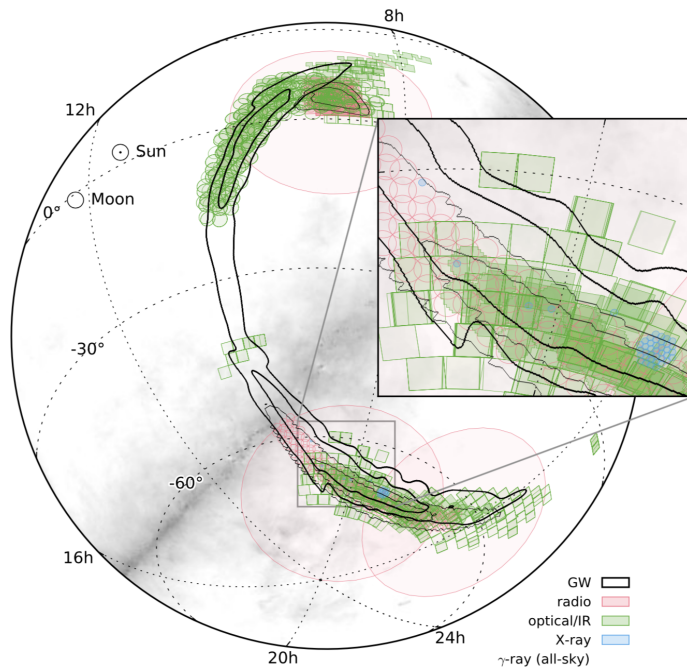 8h
12h
Sun
Moon
0°
-30°
-60°
16h
20h
24h
GW
radio
optical/IR
X-ray
γ-ray (all-sky)